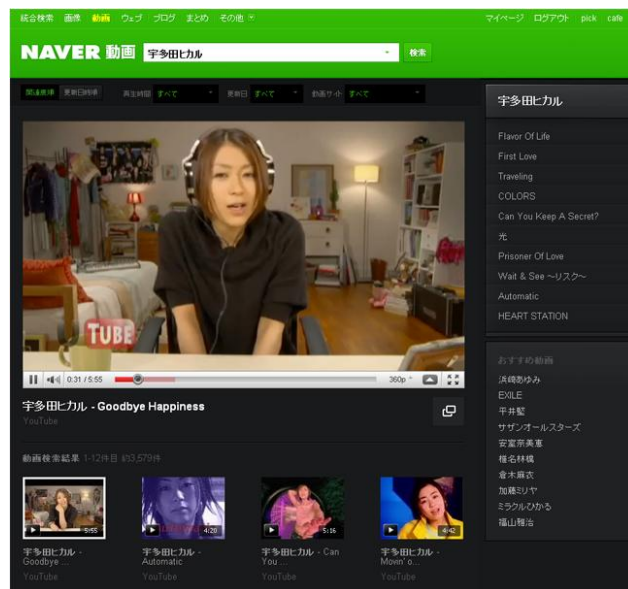 統合検索 画像 動画 ウェブ ブログ まとめ その他
マイページ ログアウト pick cafe
NAVER 動画 宇多田ヒカル 検索
関連度順 更新日時順 再生時間 すべて 更新日 すべて 動画サイト すべて
宇多田ヒカル
Flavor Of Life
First Love
Traveling
COLORS
Can You Keep A Secret?
光
Prisoner Of Love
Wait & See ～リスク～
Automatic
HEART STATION
TUBE
0:31 / 5:55 360p
宇多田ヒカル - Goodbye Happiness
YouTube
おすすめ動画
浜崎あゆみ
EXILE
平井堅
サザンオールスターズ
安室奈美恵
椎名林檎
倉木麻衣
加藤ミリヤ
ミラクルひかる
福山雅治
動画検索結果 1-12件目 約3,579件
5:55 4:20 5:16 4:42
宇多田ヒカル - Goodbye ...
YouTube
宇多田ヒカル - Automatic
YouTube
宇多田ヒカル - Can You ...
YouTube
宇多田ヒカル - Movin' o...
YouTube